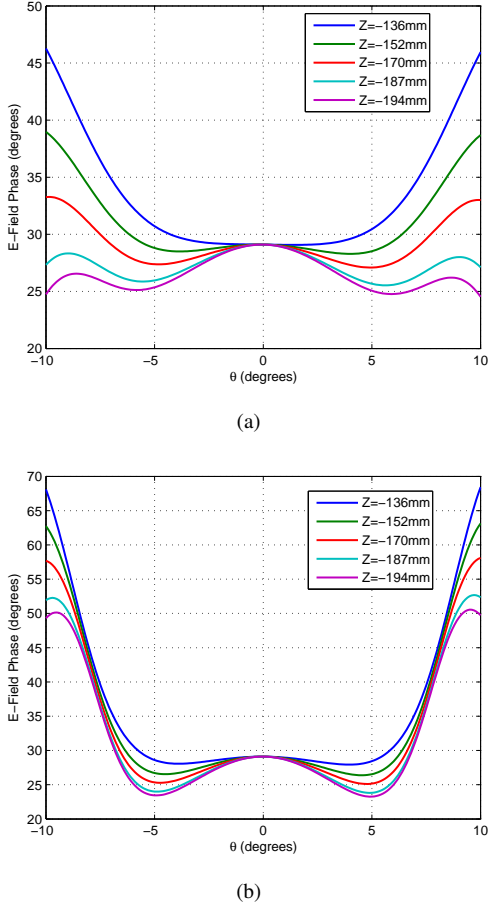 50
45
40
35
30
25
20
E−Field Phase (degrees)
Z=−136mm
Z=−152mm
Z=−170mm
Z=−187mm
Z=−194mm
−10 −5 0 5 10
θ (degrees)
(a)
70
65
60
55
50
45
40
35
30
25
20
E−Field Phase (degrees)
Z=−136mm
Z=−152mm
Z=−170mm
Z=−187mm
Z=−194mm
−10 −5 0 5 10
θ (degrees)
(b)